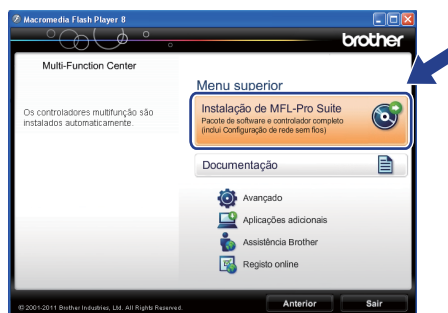 Macromedia Flash Player 8
brother
Multi-Function Center
Os controladores multifunção são
instalados automaticamente.
Menu superior
Instalação de MFL-Pro Suite
Pacote de software e controlador completo
(inclui Configuração de rede sem fios)
Documentação
Avançado
Aplicações adicionais
Assistência Brother
Registo online
© 2001-2011 Brother Industries, Ltd. All Rights Reserved.
Anterior
Sair